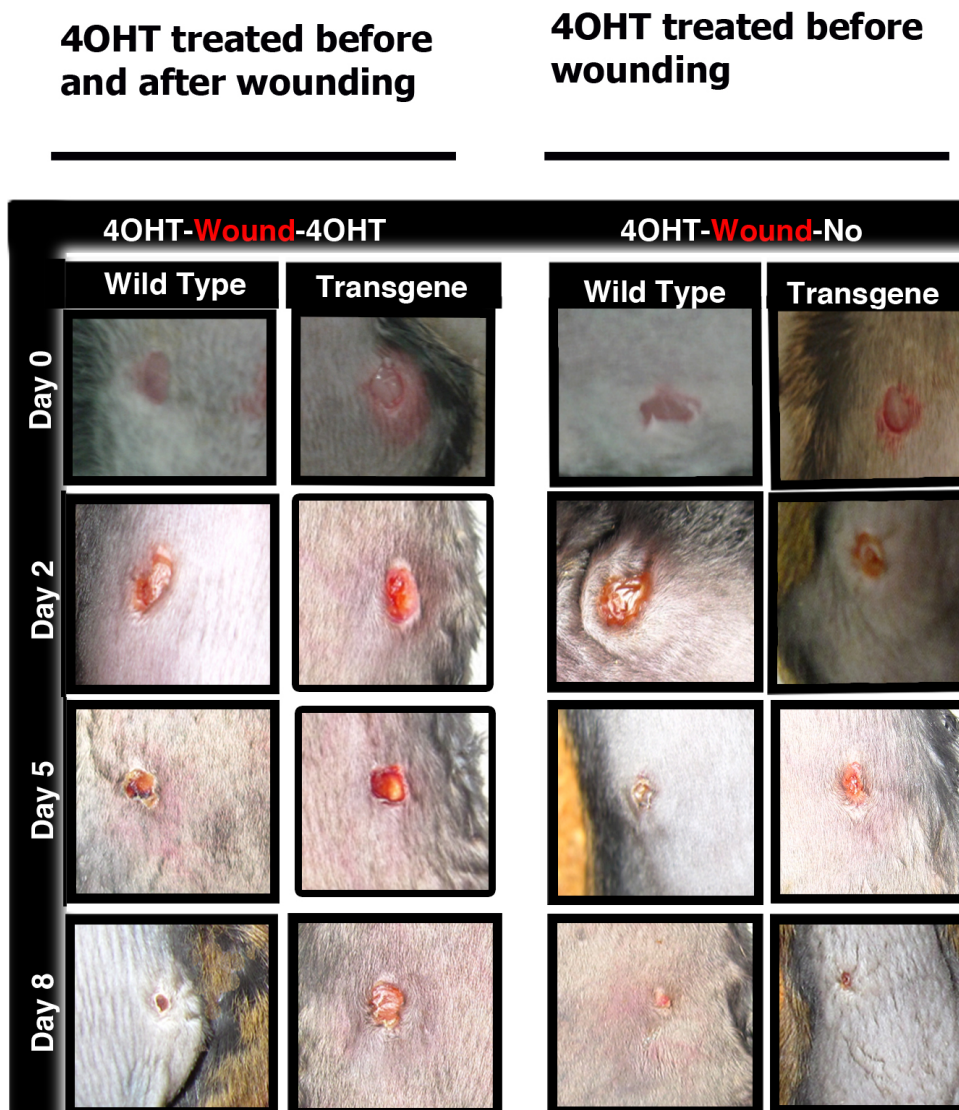 4OHT treated before
and after wounding
4OHT treated before
wounding
4OHT-Wound-4OHT
4OHT-Wound-No
Wild Type
Transgene
Wild Type
Transgene
Day 0
Day 2
Day 5
Day 8